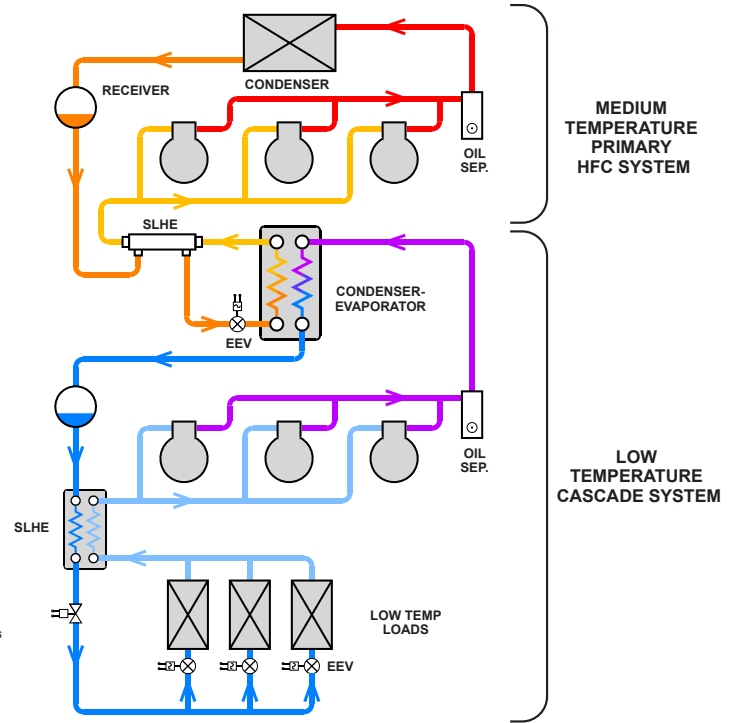 RECEIVER
CONDENSER
OIL
SEP.
MEDIUM
TEMPERATURE
PRIMARY
HFC SYSTEM
SLHE
CONDENSER-
EVAPORATOR
EEV
OIL
SEP.
LOW
TEMPERATURE
CASCADE SYSTEM
SLHE
LOW TEMP
LOADS
s
EEV